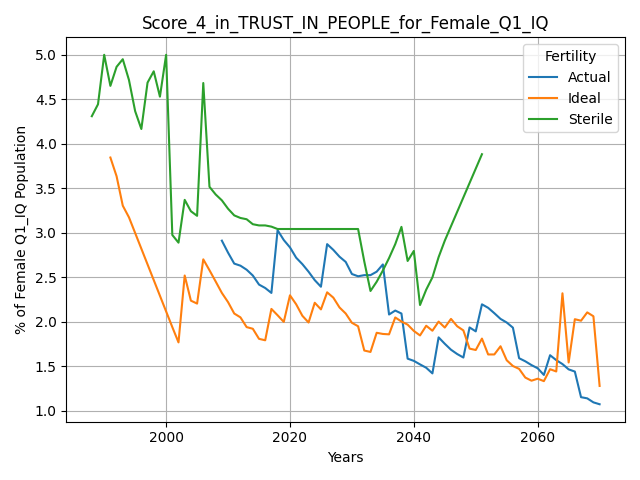 Score_4_in_TRUST_IN_PEOPLE_for_Female_Q1_IQ
Fertility
Actual
Ideal
Sterile
% of Female Q1_IQ Population
5.0
4.5
4.0
3.5
3.0
2.5
2.0
1.5
1.0
2000
2020
2040
2060
Years